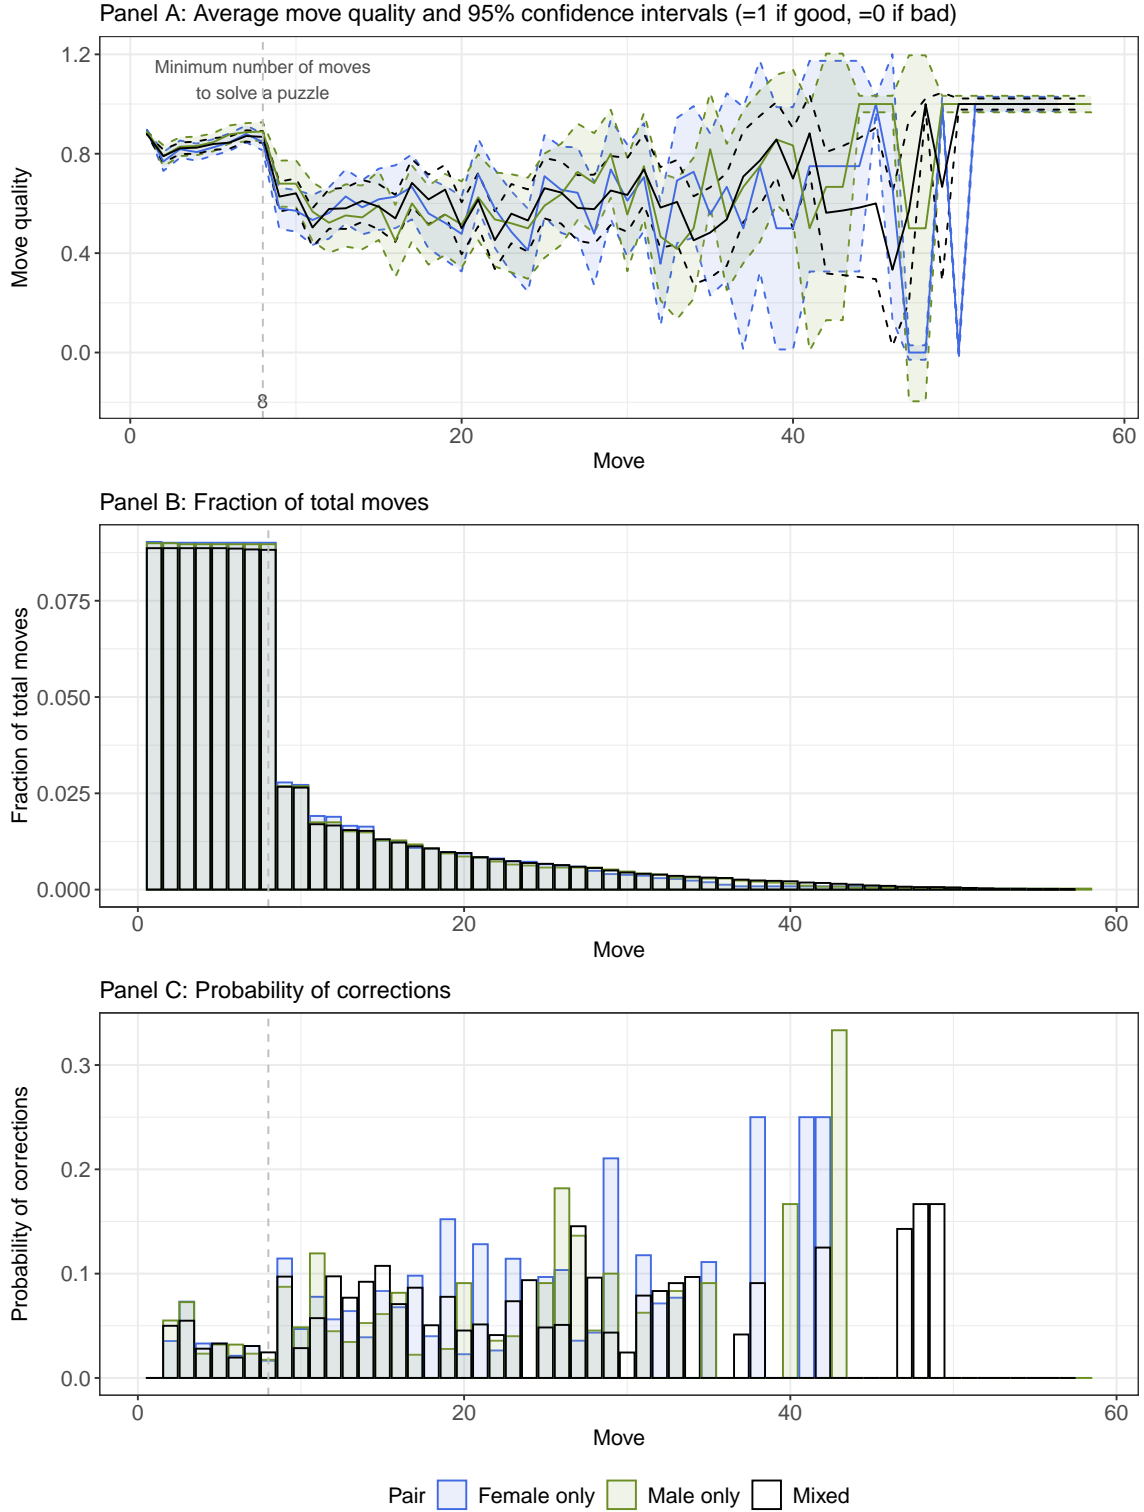 Panel A: Average move quality and 95% confidence intervals (=1 if good, =0 if bad)
Move quality
1.2
0.8
0.4
0.0
Minimum number of moves
to solve a puzzle
8
0
20
40
60
Move
Panel B: Fraction of total moves
Fraction of total moves
0.075
0.050
0.025
0.000
0
20
40
60
Move
Panel C: Probability of corrections
Probability of corrections
0.3
0.2
0.1
0.0
0
20
40
60
Move
Pair Female only Male only Mixed